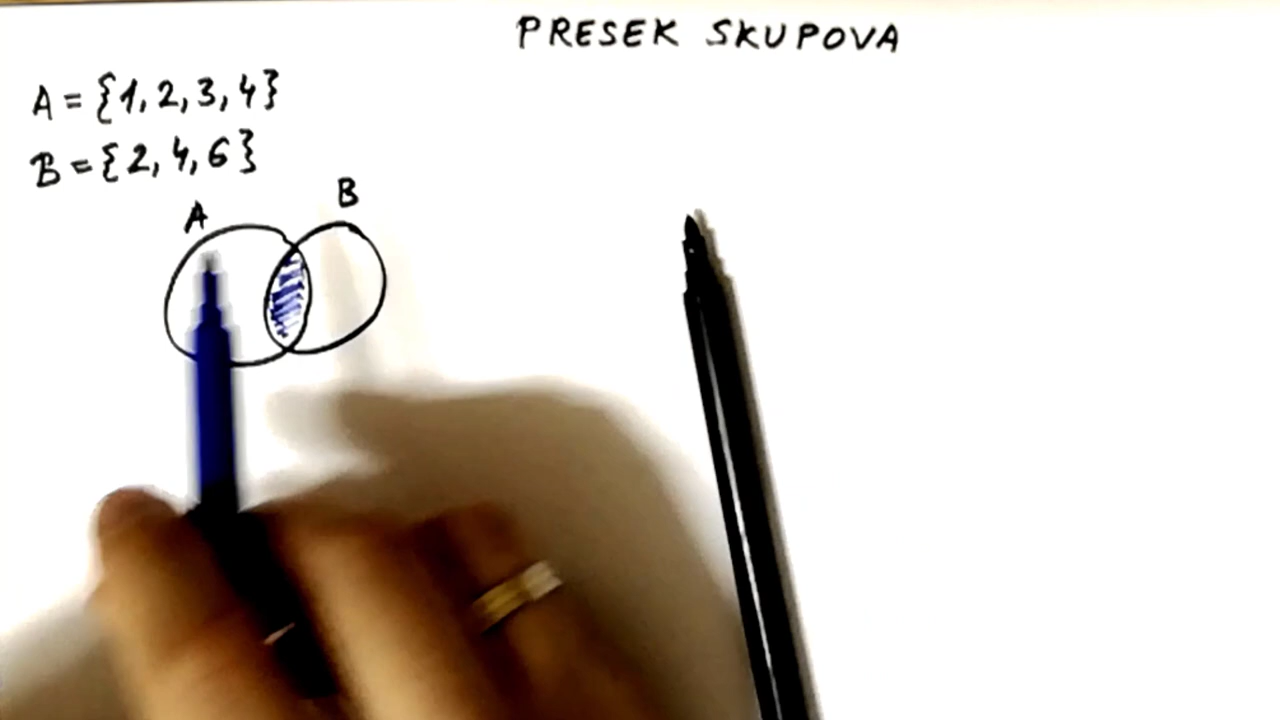 PRESEK SKUPOVA
A = {1, 2, 3, 4}
B = {2, 4, 6}
A
B